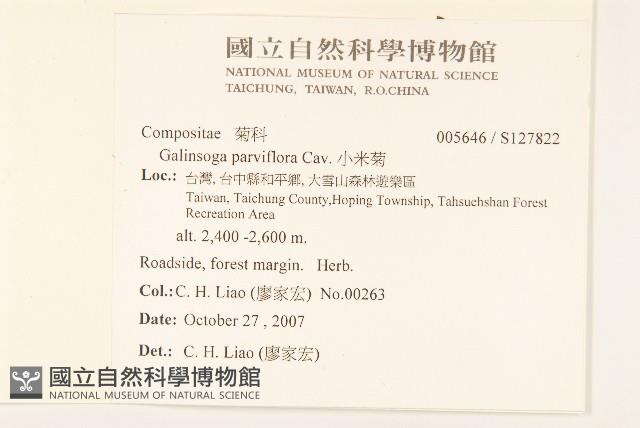 國立自然科學博物館
NATIONAL MUSEUM OF NATURAL SCIENCE
TAICHUNG, TAIWAN, R.O.CHINA
Compositae 菊科 005646 / S127822
Galinsoga parviflora Cav. 小米菊
Loc.: 台灣, 台中縣和平鄉, 大雪山森林遊樂區
Taiwan, Taichung County,Hoping Township, Tahsuehshan Forest
Recreation Area
alt. 2,400 -2,600 m.
Roadside, forest margin. Herb.
Col.: C. H. Liao (廖家宏) No.00263
Date: October 27 , 2007
Det.: C. H. Liao (廖家宏)
國立自然科學博物館
NATIONAL MUSEUM OF NATURAL SCIENCE